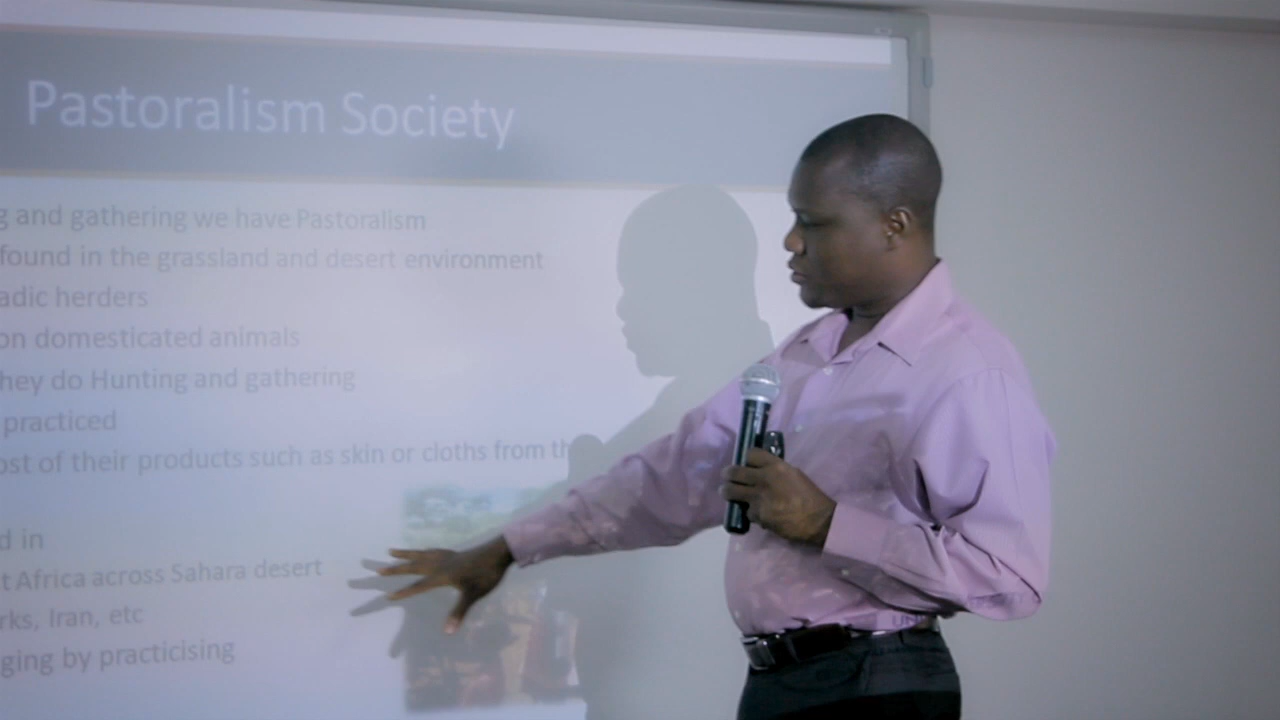 Pastoralism Society
g and gathering we have Pastoralism
found in the grassland and desert environment
adic herders
on domesticated animals
hey do Hunting and gathering
practiced
ost of their products such as skin or cloths from th
d in
t Africa across Sahara desert
rks, Iran, etc
ging by practicising